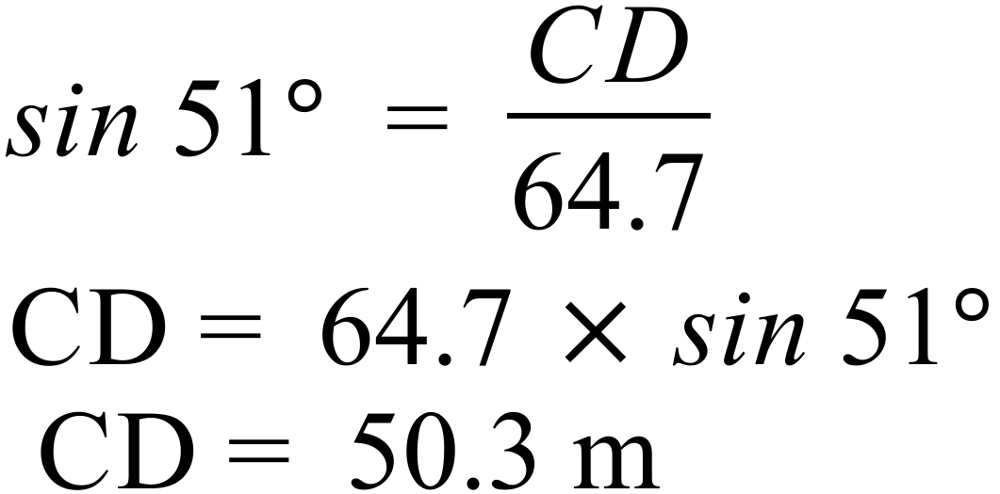 sin 51° = CD/64.7
CD = 64.7 × sin 51°
CD = 50.3 m